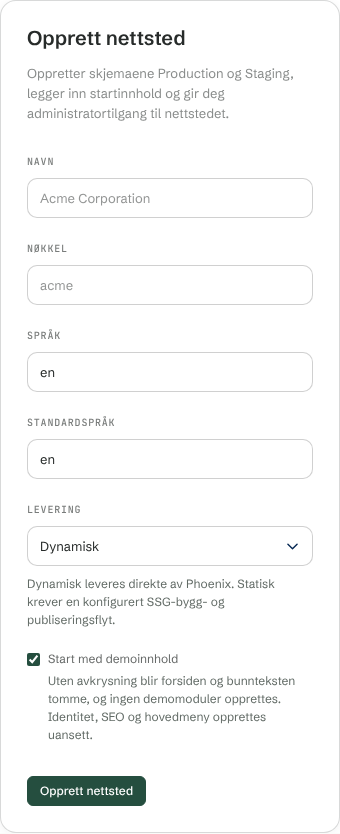 Opprett nettsted
Oppretter skjemaene Production og Staging,
legger inn startinnhold og gir deg
administratortilgang til nettstedet.
NAVN
Acme Corporation
NØKKEL
acme
SPRÅK
en
STANDARDSPRÅK
en
LEVERING
Dynamisk
Dynamisk leveres direkte av Phoenix. Statisk
krever en konfigurert SSG-bygg- og
publiseringsflyt.
Start med demoinnhold
Uten avkrysning blir forsiden og bunnteksten
tomme, og ingen demomoduler opprettes.
Identitet, SEO og hovedmeny opprettes
uansett.
Opprett nettsted